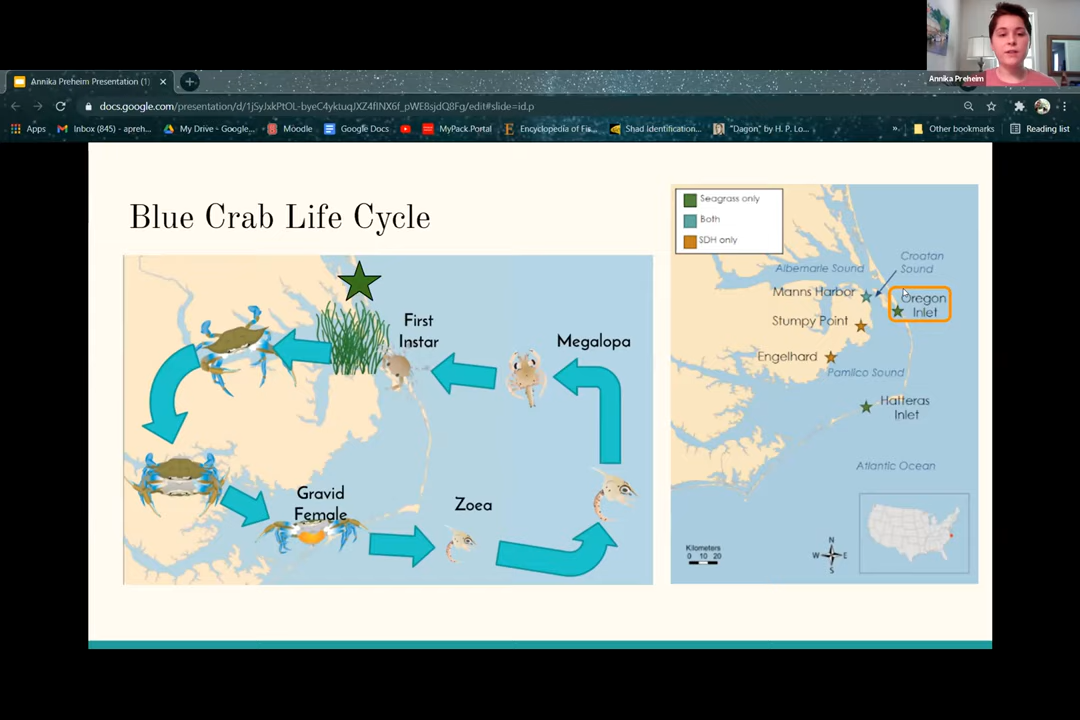 Annika Preheim
Annika Preheim Presentation (1)
docs.google.com/presentation/d/1jSyJxkPtOL-byeC4yktuqJXZ4flNX6f_pWE8sjdQ8Fg/edit#slide=id.p
Apps
Inbox (845) - apreh...
My Drive - Google...
Moodle
Google Docs
MyPack Portal
Encyclopedia of Fis...
Shad identification...
"Dagon" by H. P. Lo...
»
Other bookmarks
Reading list
Blue Crab Life Cycle
First
Instar
Megalopa
Gravid
Female
Zoea
Seagrass only
Both
SDH only
Croatan
Sound
Albemarle Sound
Manns Harbor
Oregon
Inlet
Stumpy Point
Engelhard
Pamlico Sound
Hatteras
Inlet
Atlantic Ocean
Kilometers
0 10 20
N
W E
S